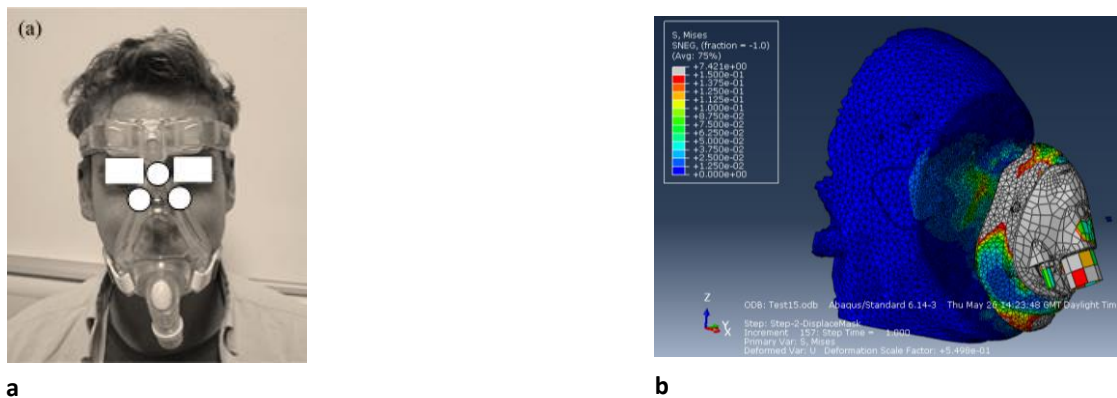 (a)
S, Mises
SNEG, (fraction = -1.0)
(Avg: 75%)
+7.421e+00
+1.500e-01
+1.375e-01
+1.250e-01
+1.125e-01
+1.000e-01
+8.750e-02
+7.500e-02
+6.250e-02
+5.000e-02
+3.750e-02
+2.500e-02
+1.250e-02
+0.000e+00
Z
Y
X
ODB: Test15.odb Abaqus/Standard 6.14-3 Thu May 26 14:23:48 GMT Daylight Tim
Step: Step-2-DisplaceMask
Increment 157: Step Time = 1.000
Primary Var: S, Mises
Deformed Var: U Deformation Scale Factor: +5.498e-01
a
b